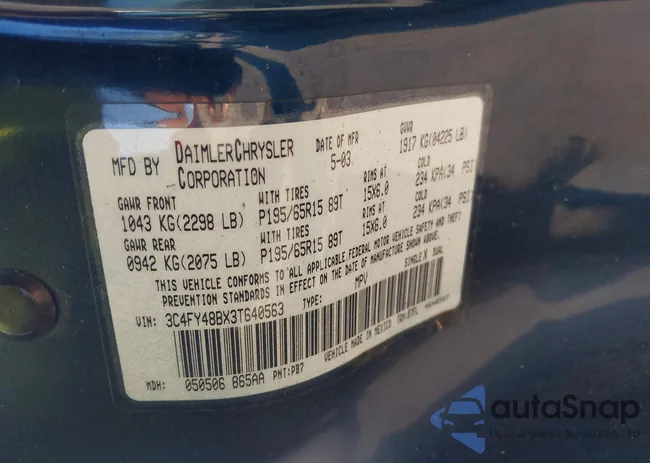 MFD BY DAIMLERCHRYSLER CORPORATION
DATE OF MFR 5-03
GVWR 1917 KG(04225 LB)
GAWR FRONT WITH TIRES RIMS AT COLD
1043 KG(2298 LB) P195/65R15 89T 15X6.0 234 KPA(34 PSI
GAWR REAR WITH TIRES RIMS AT COLD
0942 KG(2075 LB) P195/65R15 89T 15X6.0 234 KPA(34 PSI
THIS VEHICLE CONFORMS TO ALL APPLICABLE FEDERAL MOTOR VEHICLE SAFETY AND THEFT
PREVENTION STANDARDS IN EFFECT ON THE DATE OF MANUFACTURE SHOWN ABOVE.
VIN: 3C4FY48BX3T640563 TYPE: MPV SINGLE X DUAL
VEHICLE MADE IN MEXICO
MDH: 050506 865AA PNT:PB7
autoSnap